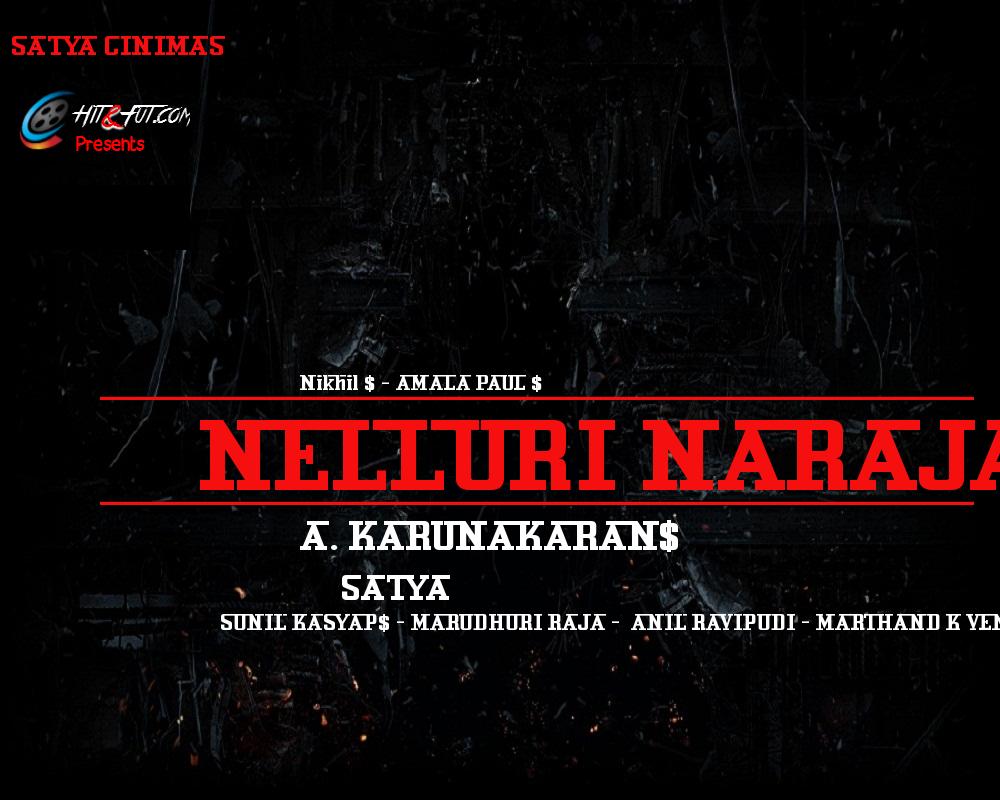 SATYA CINIMAS
HIT&FUT.COM
Presents
Nikhil $ - AMALA PAUL $
NELLURI NARAJA
A. KARUNAKARAN$
SATYA
SUNIL KASYAP$ - MARUDHURI RAJA - ANIL RAVIPUDI - MARTHAND K VEN